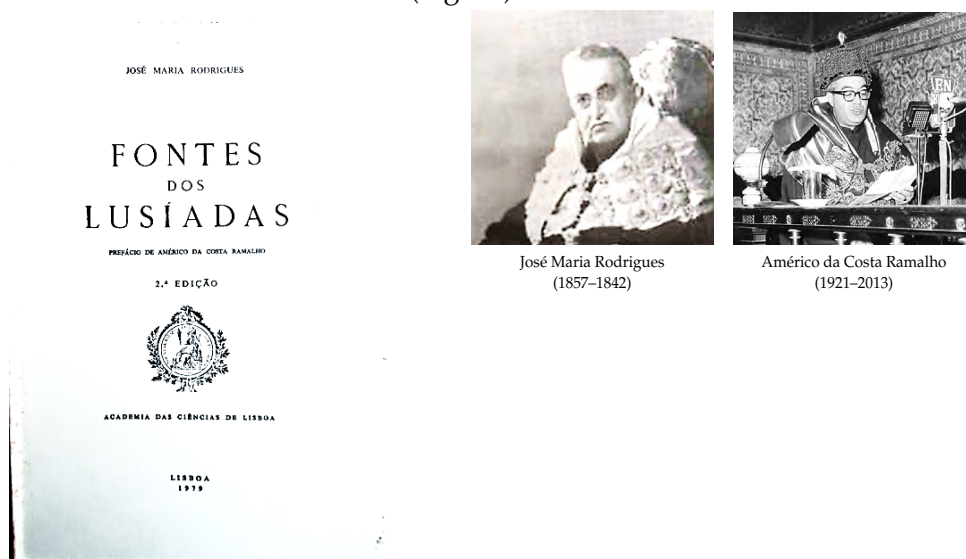 JOSÉ MARIA RODRIGUES
FONTES
DOS
LUSÍADAS
PREFÁCIO DE AMÉRICO DA COSTA RAMALHO
2.ª EDIÇÃO
ACADEMIA DAS CIÊNCIAS DE LISBOA
LISBOA
1979
BN
José Maria Rodrigues
(1857–1842)
Américo da Costa Ramalho
(1921–2013)